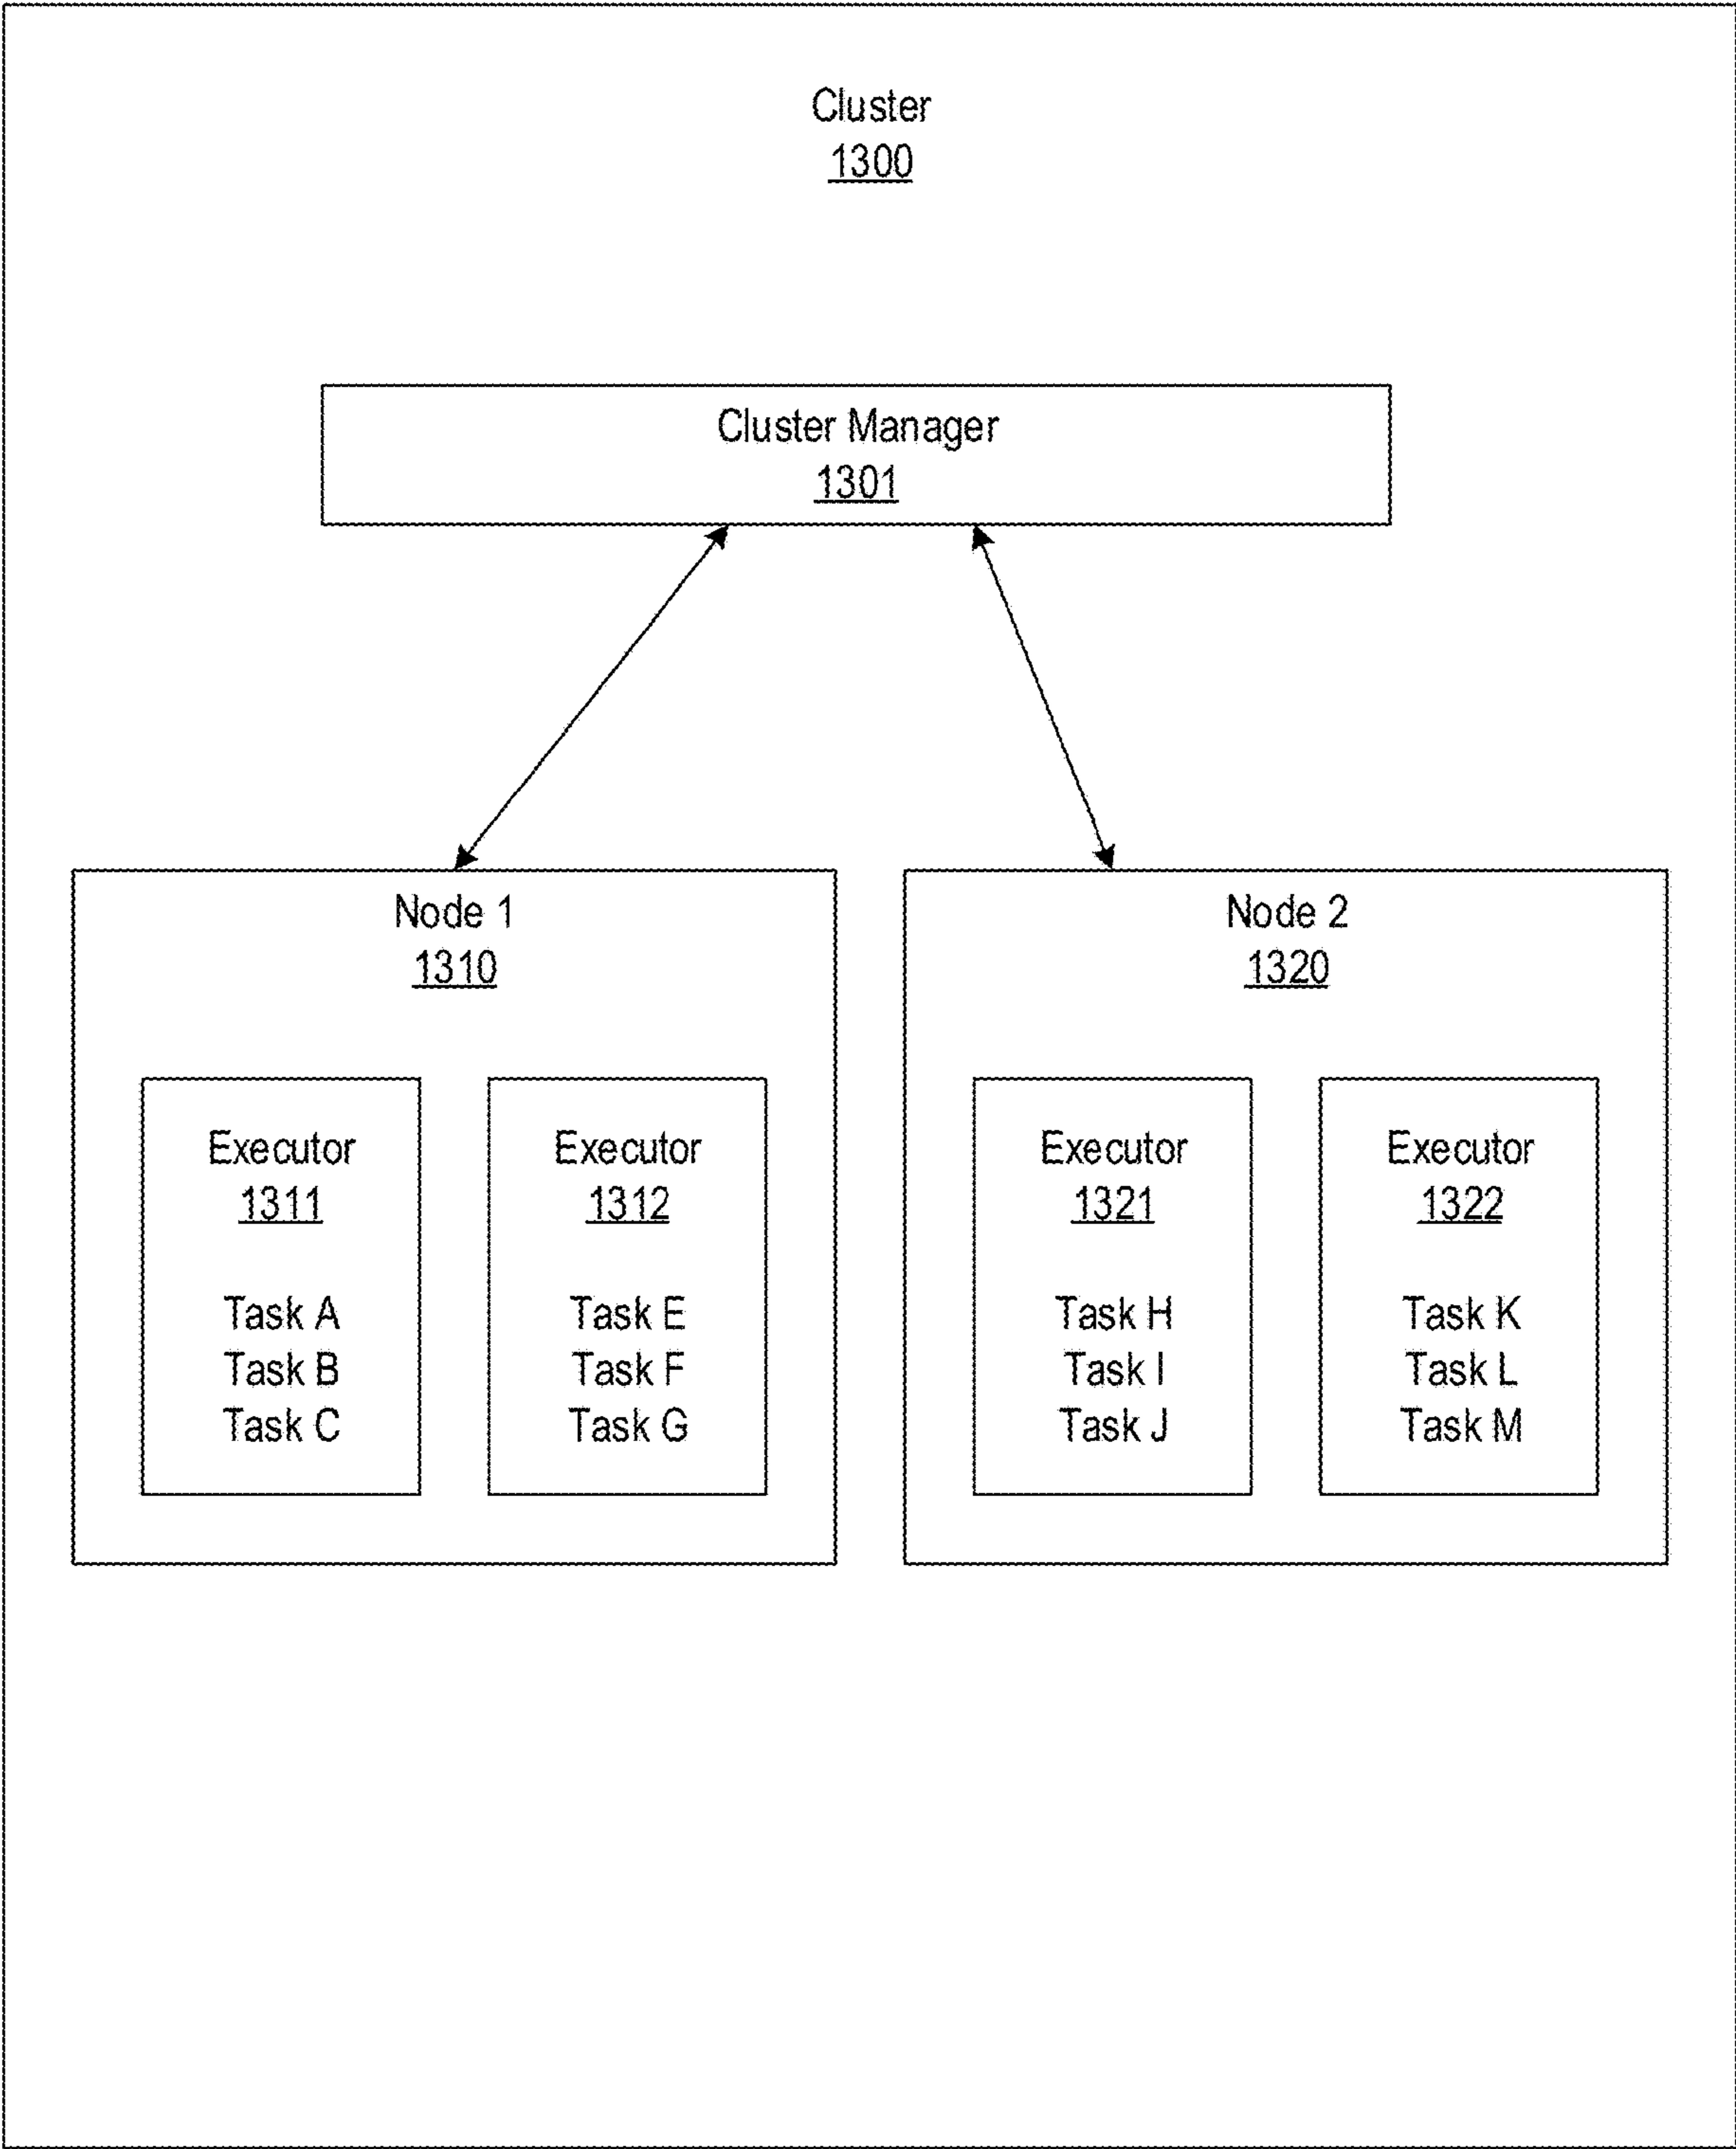 Cluster
1300
Cluster Manager
1301
Node 1
1310
Executor
1311
Task A
Task B
Task C
Executor
1312
Task E
Task F
Task G
Node 2
1320
Executor
1321
Task H
Task I
Task J
Executor
1322
Task K
Task L
Task M